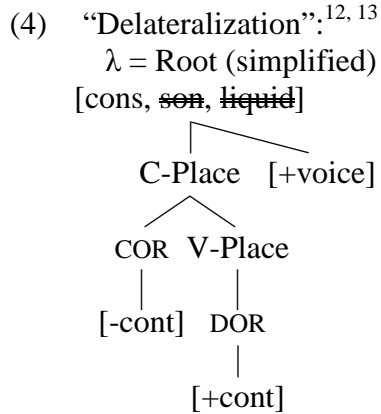 (4) “Delateralization”:12, 13
λ = Root (simplified)
[cons, son, liquid]
C-Place [+voice]
COR V-Place
[-cont] DOR
[+cont]